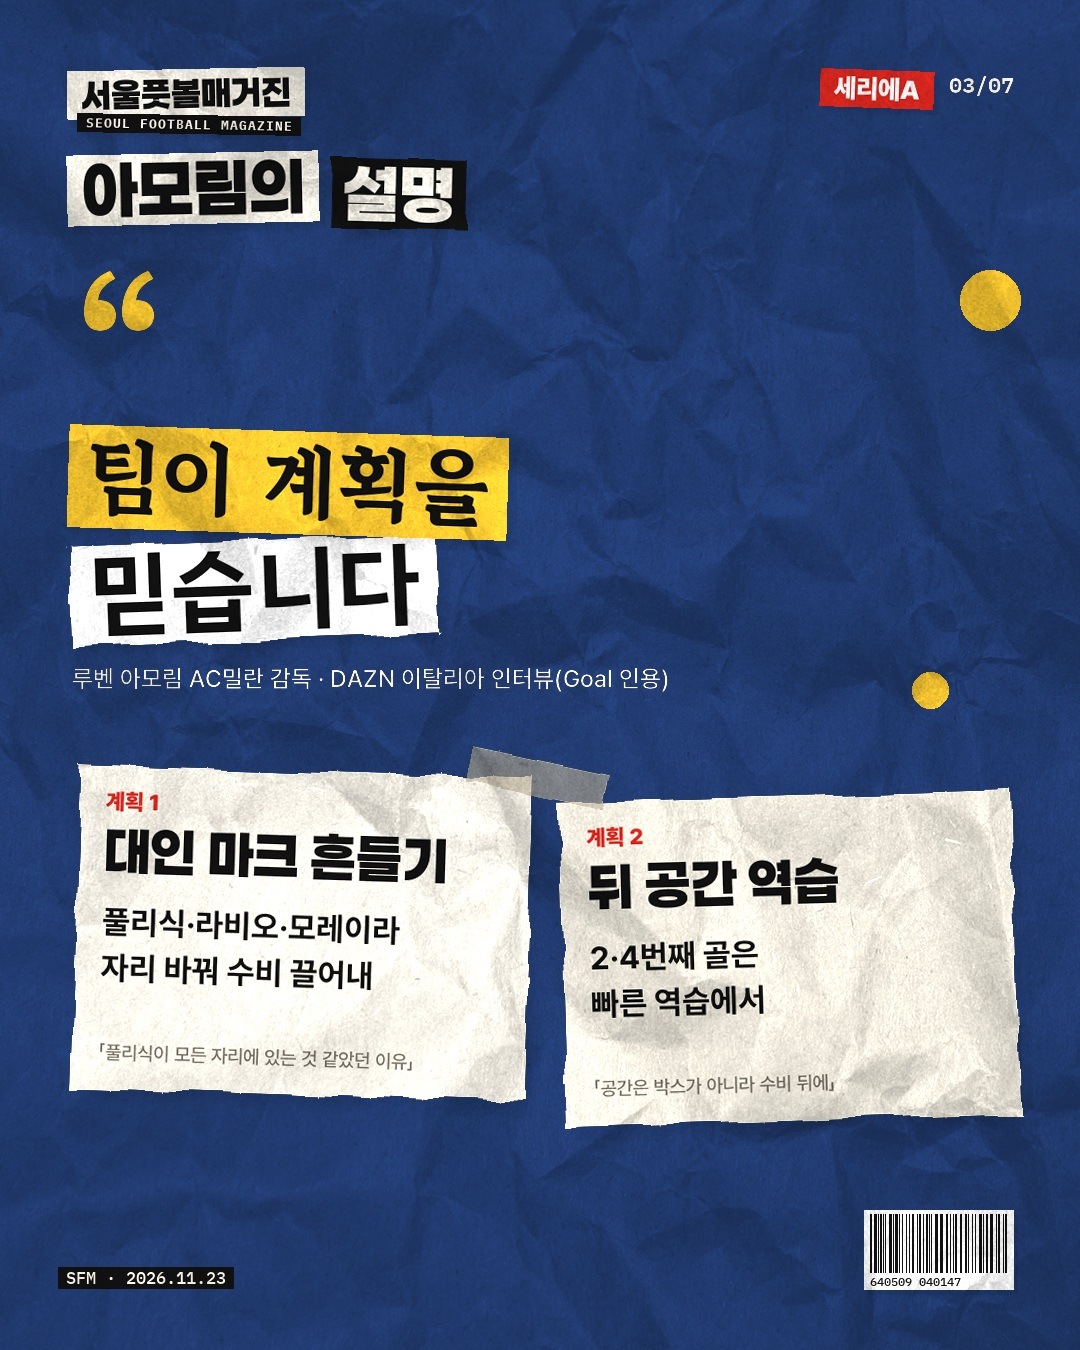 서울풋볼매거진
SEOUL FOOTBALL MAGAZINE
세리에A 03/07
아모림의 설명
“
팀이 계획을
믿습니다
루벤 아모림 AC밀란 감독 · DAZN 이탈리아 인터뷰(Goal 인용)
계획 1
대인 마크 흔들기
풀리식·라비오·모레이라
자리 바꿔 수비 끌어내
「풀리식이 모든 자리에 있는 것 같았던 이유」
계획 2
뒤 공간 역습
2·4번째 골은
빠른 역습에서
「공간은 박스가 아니라 수비 뒤에」
SFM · 2026.11.23
640509 040147